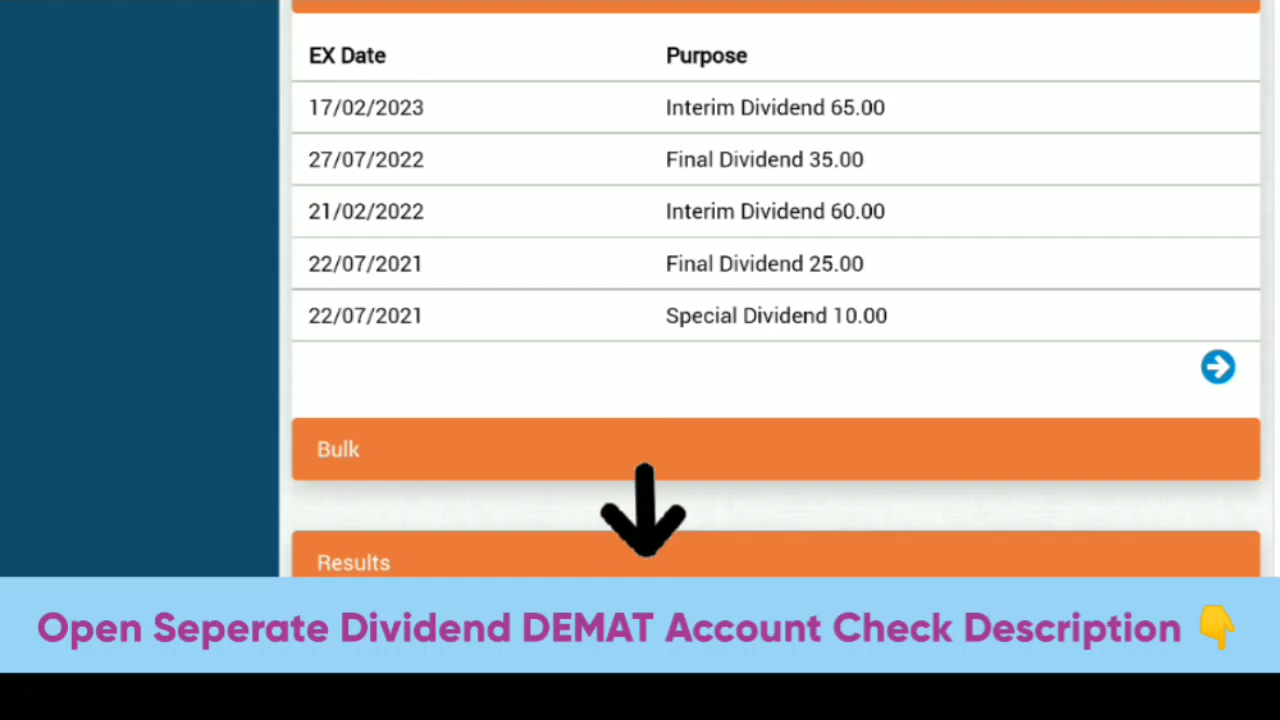 EX Date Purpose
17/02/2023 Interim Dividend 65.00
27/07/2022 Final Dividend 35.00
21/02/2022 Interim Dividend 60.00
22/07/2021 Final Dividend 25.00
22/07/2021 Special Dividend 10.00
Bulk
Results
Open Seperate Dividend DEMAT Account Check Description 👇